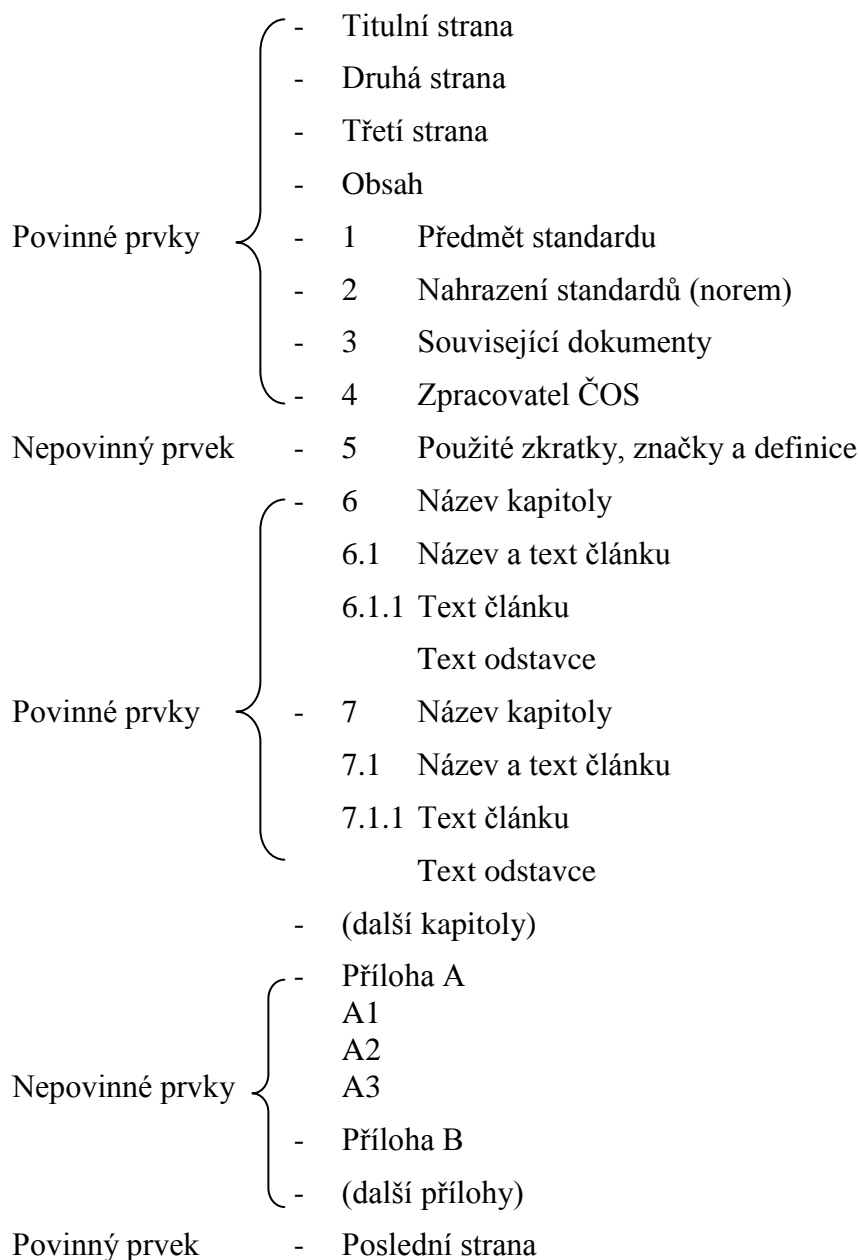 - Titulní strana
- Druhá strana
- Třetí strana
- Obsah
Povinné prvky - 1 Předmět standardu
- 2 Nahrazení standardů (norem)
- 3 Související dokumenty
- 4 Zpracovatel ČOS
Nepovinný prvek - 5 Použité zkratky, značky a definice
- 6 Název kapitoly
6.1 Název a text článku
6.1.1 Text článku
Text odstavce
Povinné prvky - 7 Název kapitoly
7.1 Název a text článku
7.1.1 Text článku
Text odstavce
- (další kapitoly)
- Příloha A
A1
A2
Nepovinné prvky A3
- Příloha B
- (další přílohy)
Povinný prvek - Poslední strana